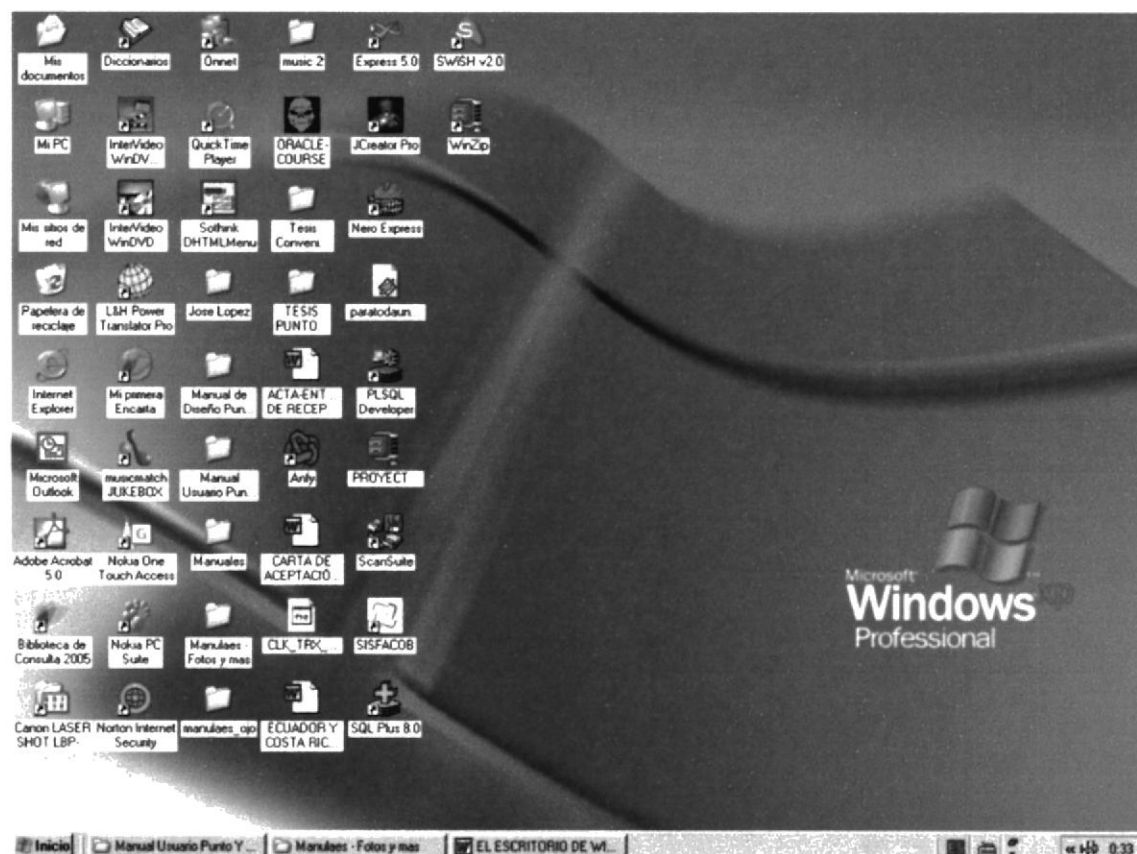 Mis
documentos
Diccionarios
Onnet
music 2
Express 5.0
SWiSH v2.0
Mi PC
InterVideo
WinDV...
QuickTime
Player
ORACLE-
COURSE
JCreator Pro
WinZip
Mis sitios de
red
InterVideo
WinDVD
Sothink
DHTMLMenu
Tesis
Conveni...
Nero Express
Papelera de
reciclaje
L&H Power
Translator Pro
Jose Lopez
TESIS
PUNTO
paratodaun...
Internet
Explorer
Mi primera
Encarta
Manual de
Diseño Pun...
ACTA-ENT...
DE RECEP...
PLSQL
Developer
Microsoft
Outlook
musicmatch
JUKEBOX
Manual
Usuario Pun...
Anly
PROYECT...
Adobe Acrobat
5.0
Nokia One
Touch Access
Manuales
CARTA DE
ACEPTACIÓ...
ScanSuite
Biblioteca de
Consulta 2005
Nokia PC
Suite
Manulaes -
Fotos y mas
CLK_TRX_...
SISFACOB
Canon LASER
SHOT LBP-
Norton Internet
Security
manulaes_ojo
ECUADOR Y
COSTA RIC...
SQL Plus 8.0
Microsoft
Windows
Professional
Inicio
Manual Usuario Punto Y ...
Manulaes - Fotos y mas
EL ESCRITORIO DE WI...
0:33